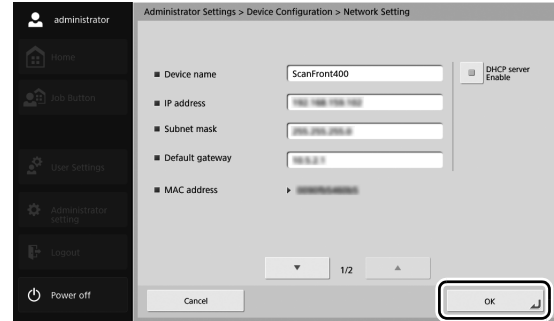 administrator
Administrator Settings > Device Configuration > Network Setting
Home
Job Button
User Settings
Administrator
setting
Logout
Power off
Device name
ScanFront400
DHCP server
Enable
IP address
Subnet mask
Default gateway
MAC address
1/2
Cancel
OK